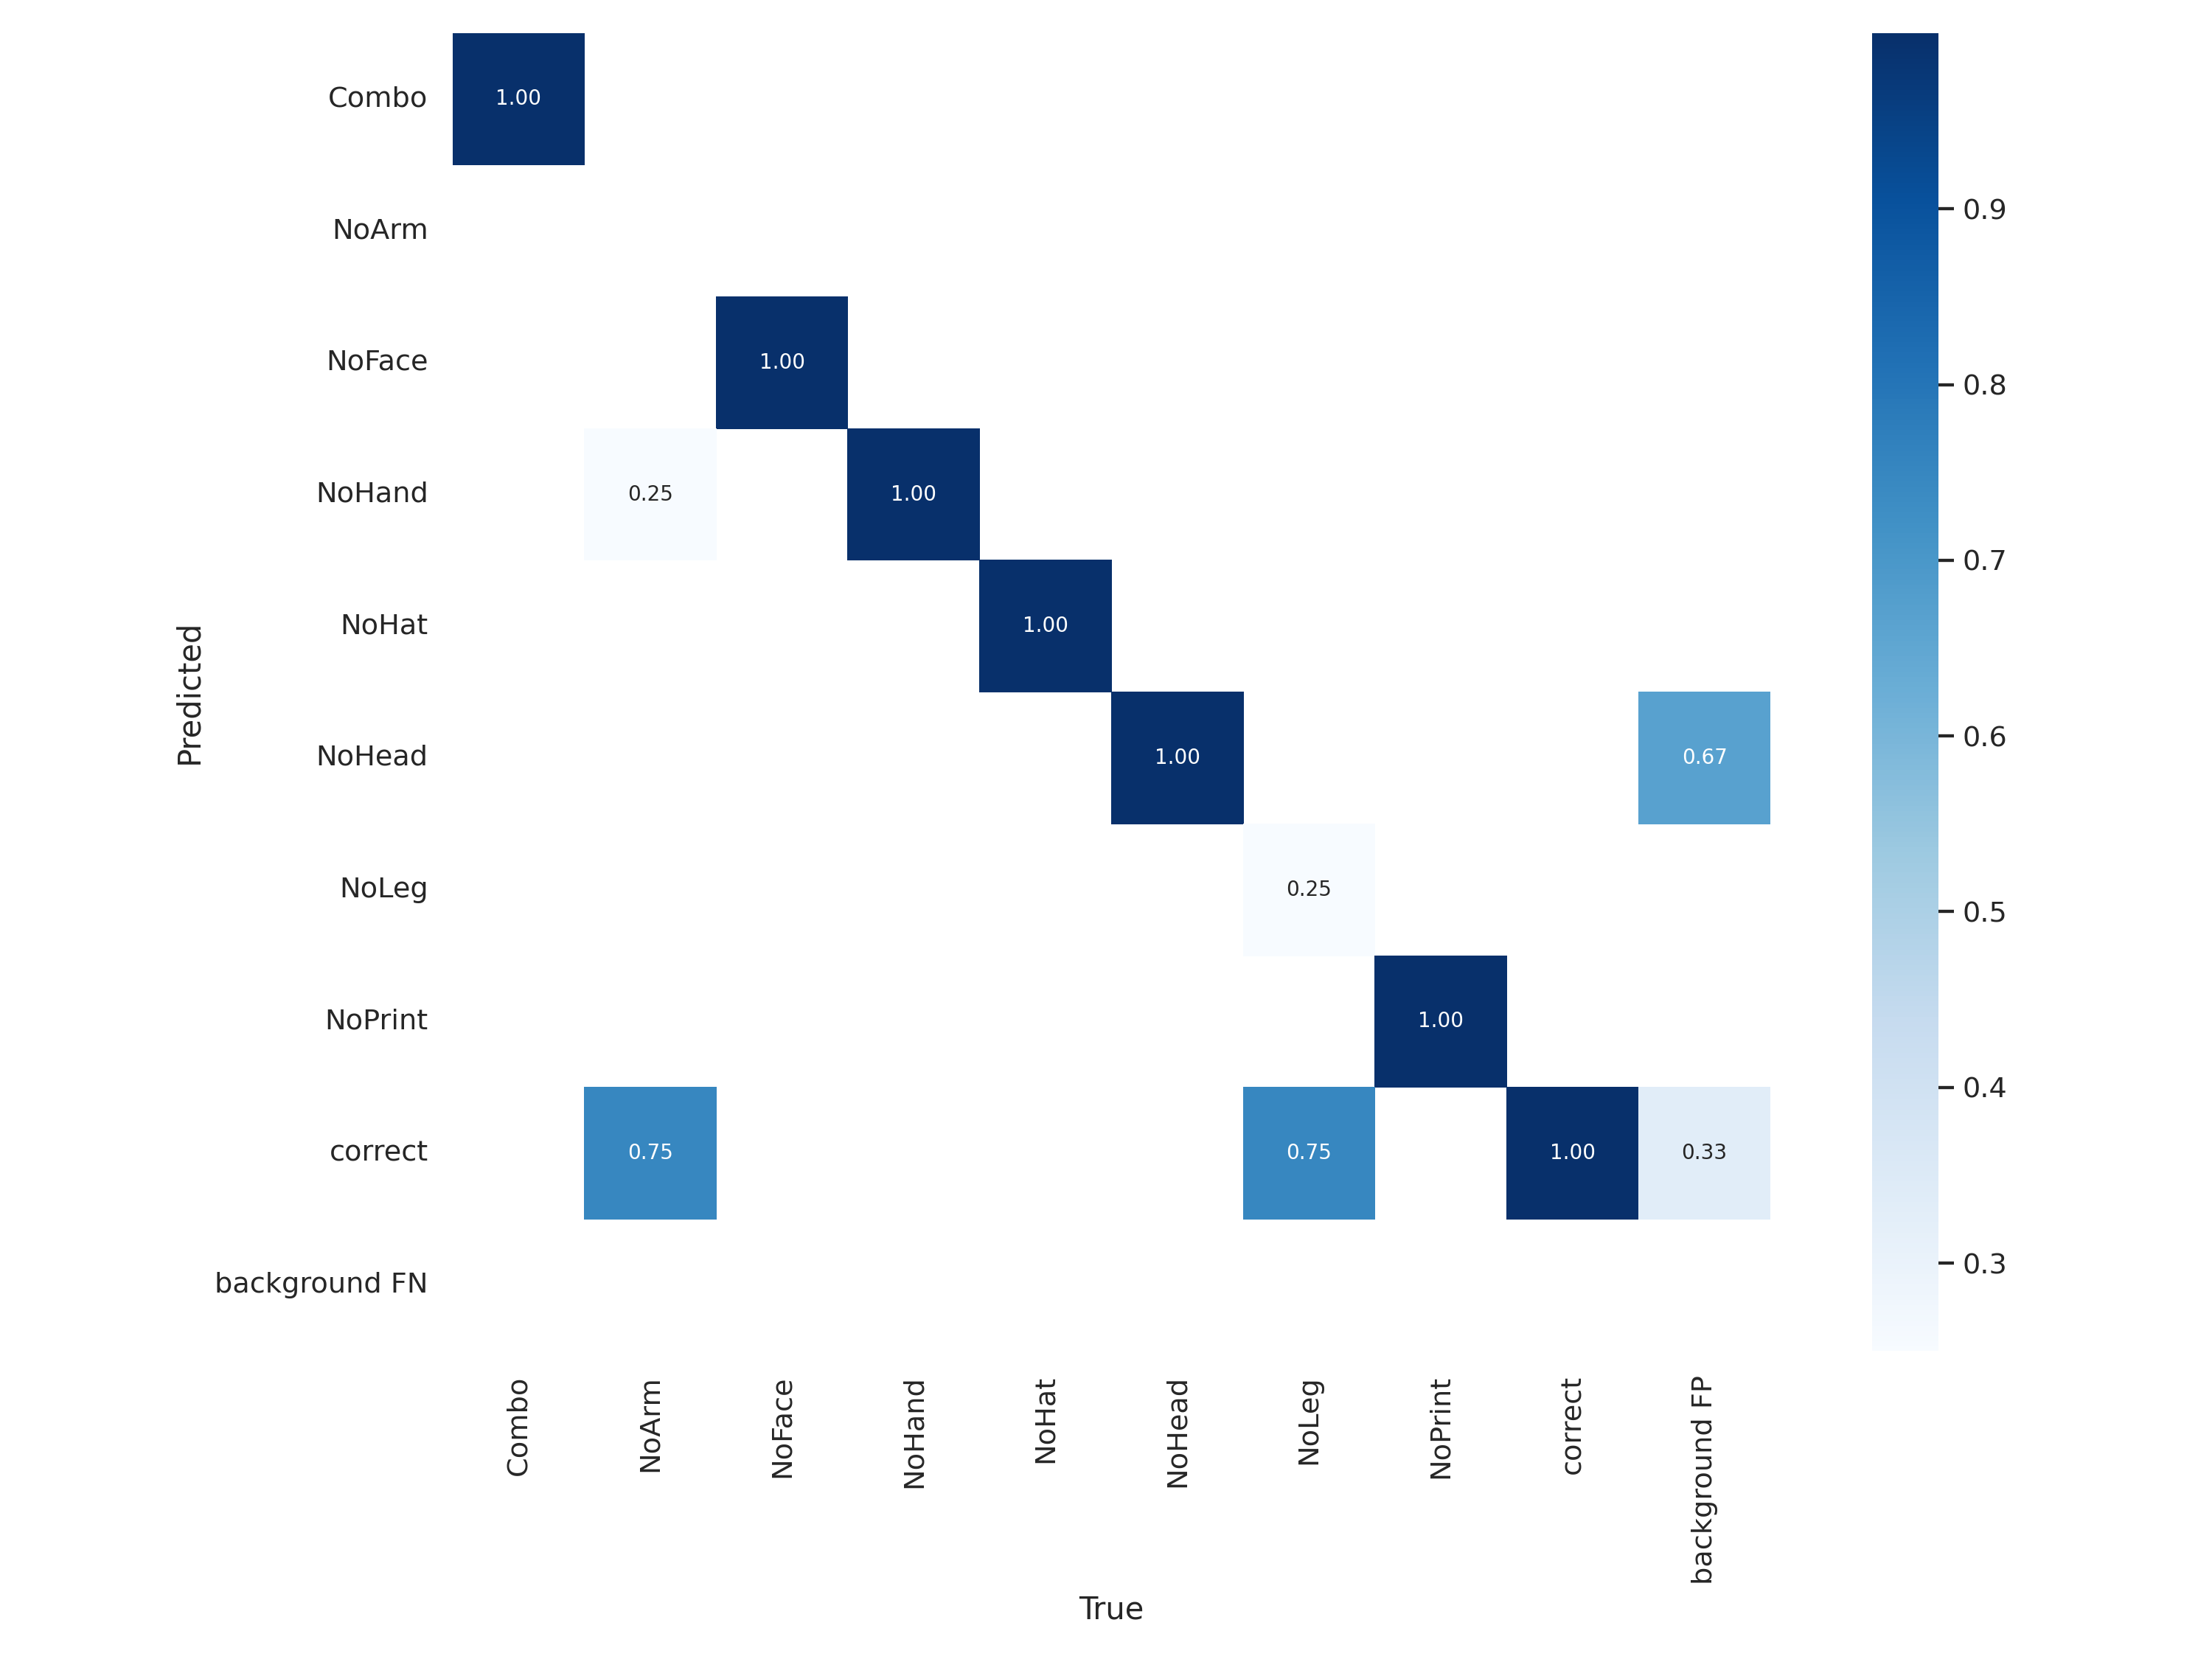 Combo 1.00
NoArm
NoFace 1.00
NoHand 0.25 1.00
NoHat 1.00
NoHead 1.00 0.67
NoLeg 0.25
NoPrint 1.00
correct 0.75 0.75 1.00 0.33
background FN
Predicted
Combo
NoArm
NoFace
NoHand
NoHat
NoHead
NoLeg
NoPrint
correct
background FP
True
0.9
0.8
0.7
0.6
0.5
0.4
0.3